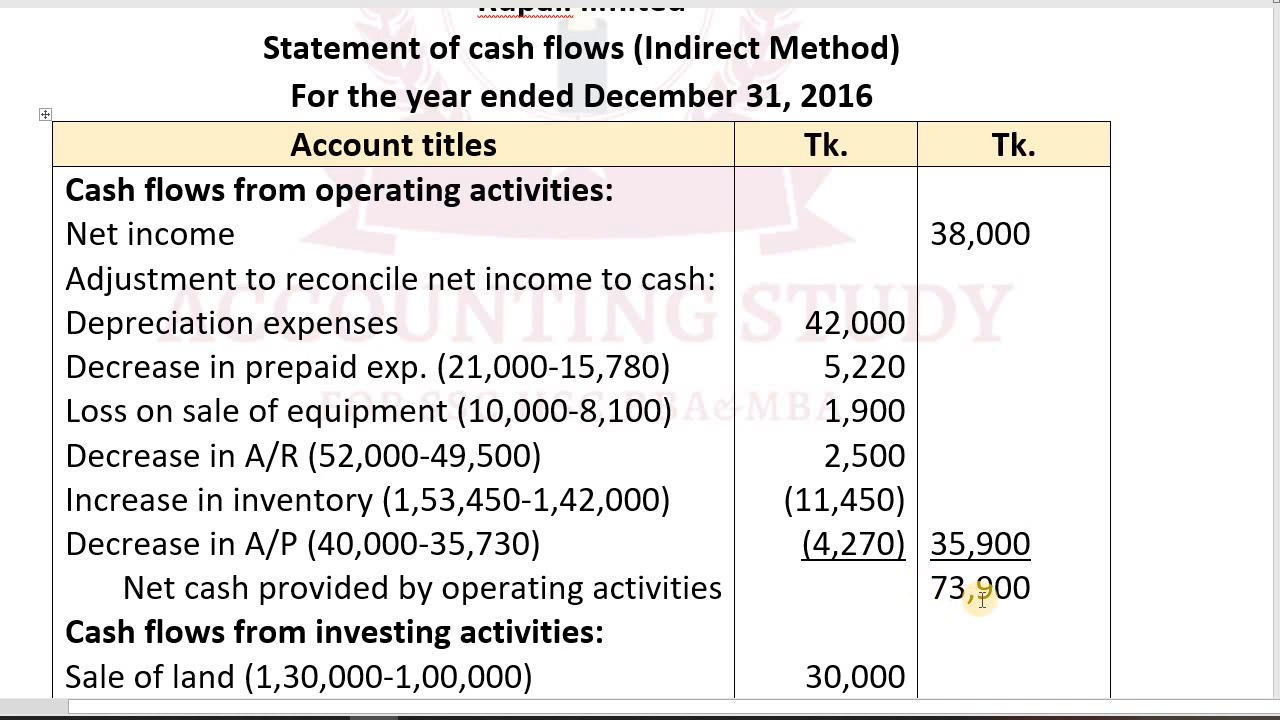 Rupali limited
Statement of cash flows (Indirect Method)
For the year ended December 31, 2016
Account titles Tk. Tk.
Cash flows from operating activities:
Net income 38,000
Adjustment to reconcile net income to cash:
Depreciation expenses 42,000
Decrease in prepaid exp. (21,000-15,780) 5,220
Loss on sale of equipment (10,000-8,100) 1,900
Decrease in A/R (52,000-49,500) 2,500
Increase in inventory (1,53,450-1,42,000) (11,450)
Decrease in A/P (40,000-35,730) (4,270) 35,900
Net cash provided by operating activities 73,900
Cash flows from investing activities:
Sale of land (1,30,000-1,00,000) 30,000
ACCOUNTING STUDY